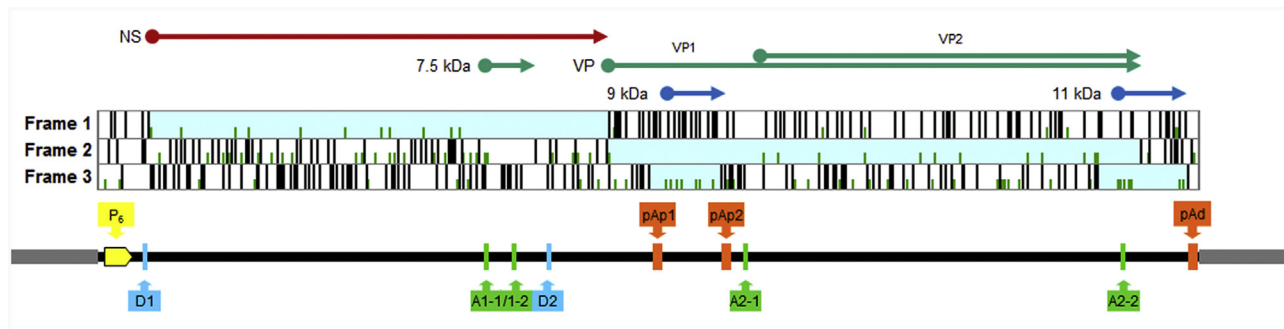 NS
VP1
VP2
7.5 kDa
VP
9 kDa
11 kDa
Frame 1
Frame 2
Frame 3
P6
pAp1
pAp2
pAd
D1
A1-1/1-2
D2
A2-1
A2-2